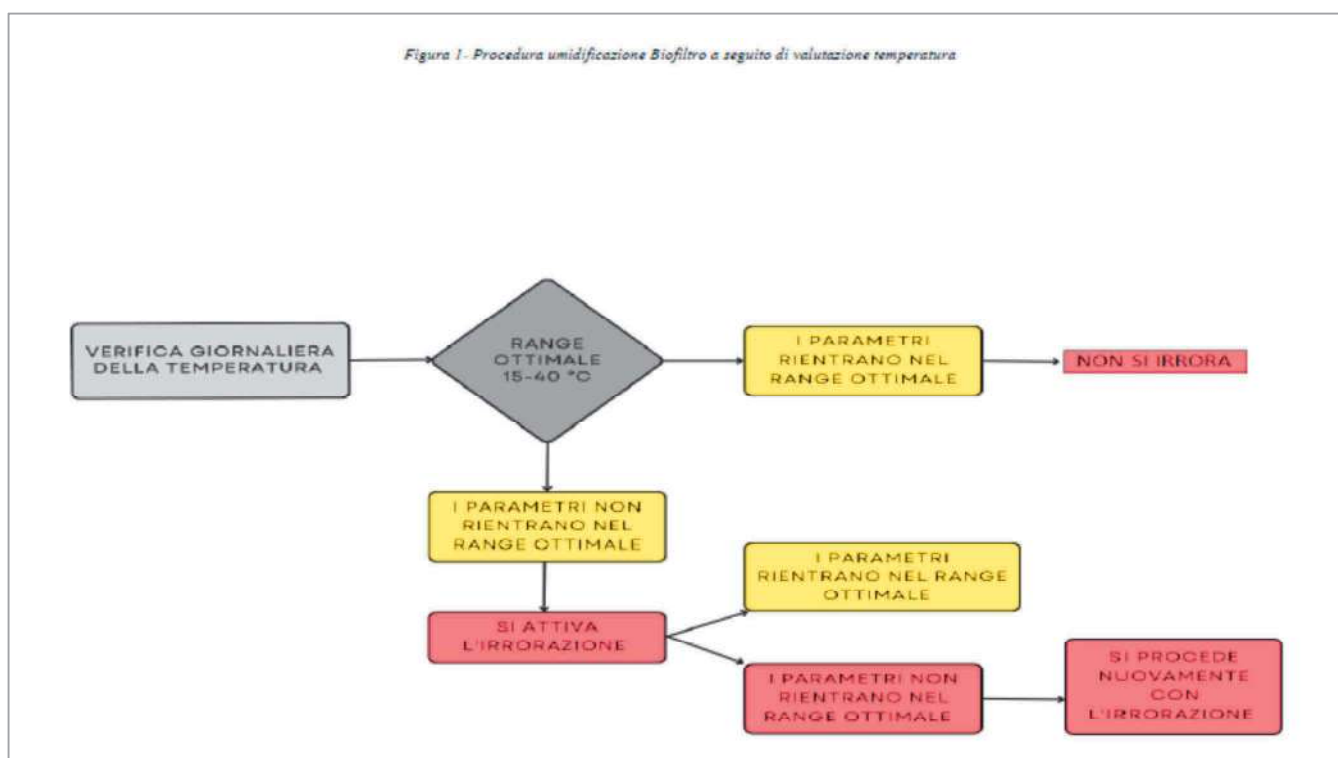 Figura 1- Procedura umidificazione Biofiltro a seguito di valutazione temperatura
VERIFICA GIORNALIERA
DELLA TEMPERATURA
RANGE
OTTIMALE
15-40 °C
I PARAMETRI
RIENTRANO NEL
RANGE OTTIMALE
NON SI IRRORA
I PARAMETRI NON
RIENTRANO NEL
RANGE OTTIMALE
I PARAMETRI
RIENTRANO NEL RANGE
OTTIMALE
SI ATTIVA
L'IRRORAZIONE
I PARAMETRI NON
RIENTRANO NEL
RANGE OTTIMALE
SI PROCEDE
NUOVAMENTE
CON
L'IRRORAZIONE